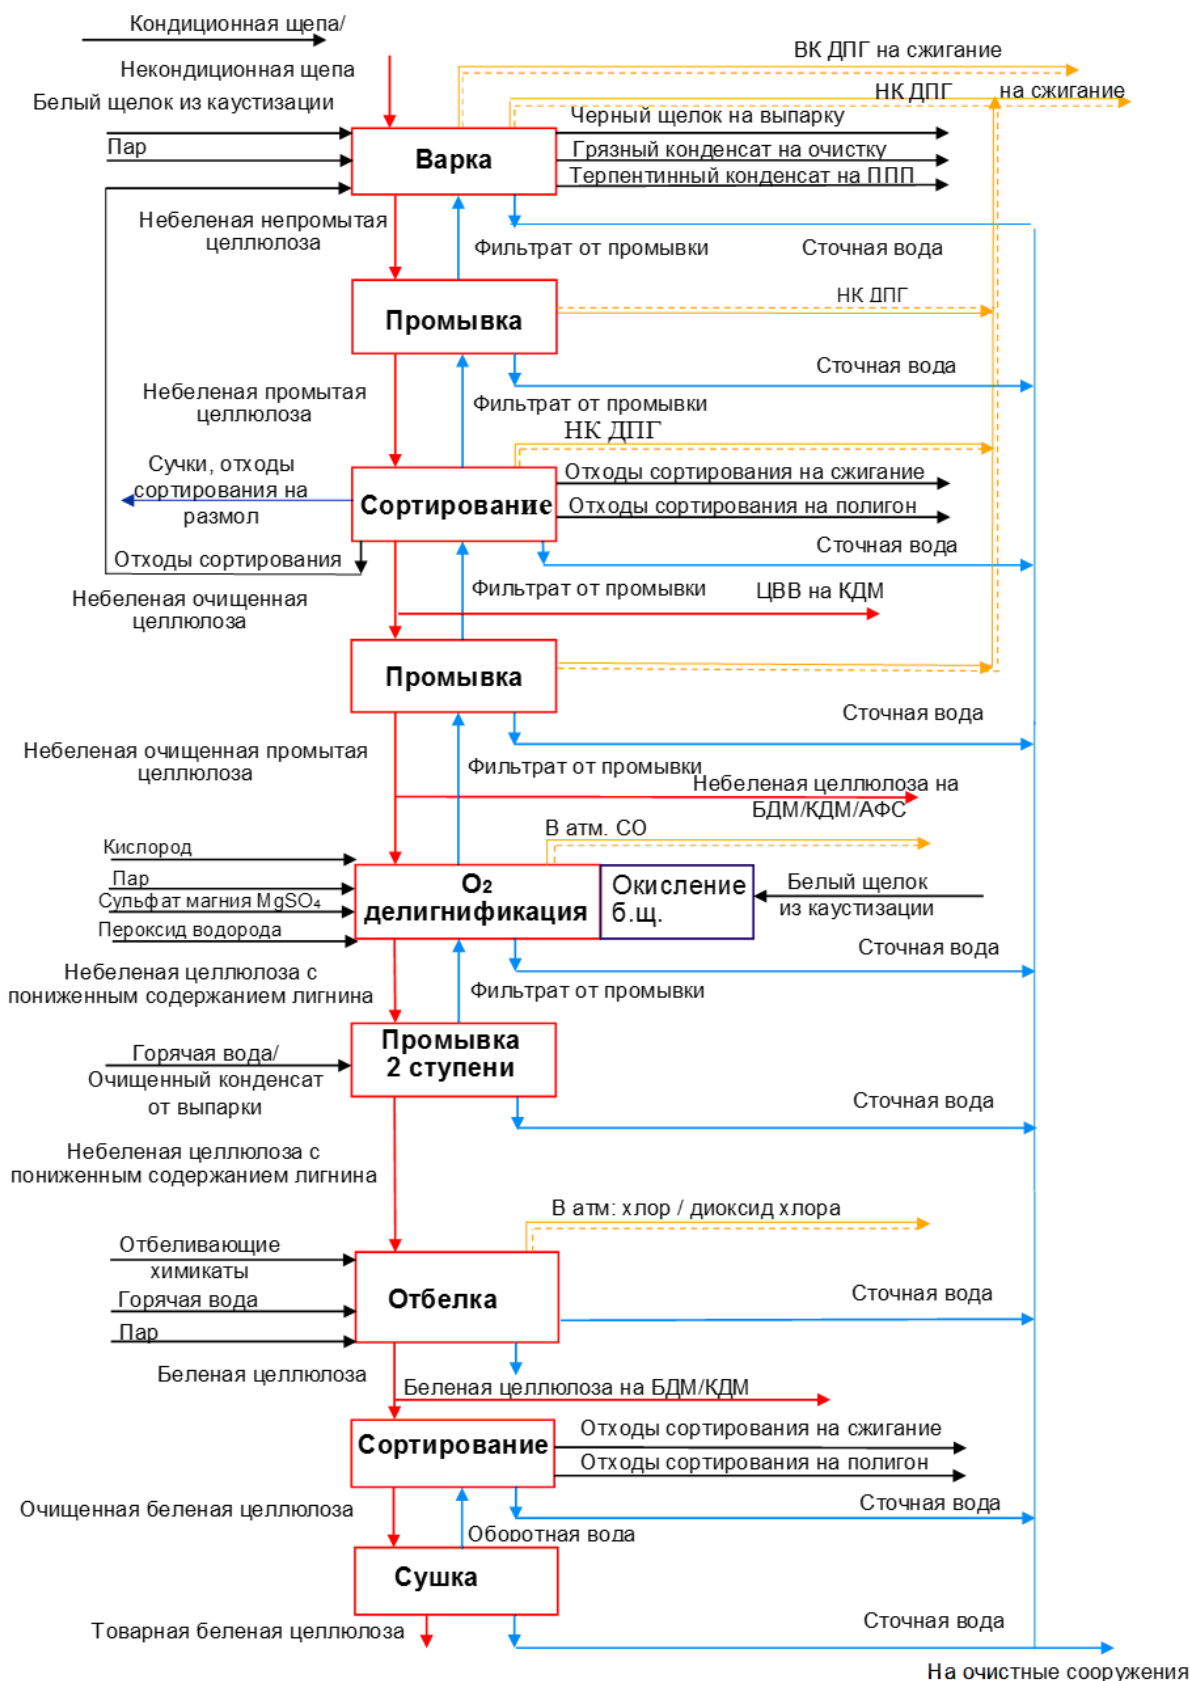 Кондиционная щепа/
Некондиционная щепа
Белый щелок из каустизации
Пар
ВК ДПГ на сжигание
НК ДПГ на сжигание
Варка
Черный щелок на выпарку
Грязный конденсат на очистку
Терпентинный конденсат на ППП
Небеленая непромытая
целлюлоза
Фильтрат от промывки
Сточная вода
Промывка
НК ДПГ
Сточная вода
Небеленая промытая
целлюлоза
Фильтрат от промывки
НК ДПГ
Сучки, отходы
сортирования на
размол
Сортирование
Отходы сортирования на сжигание
Отходы сортирования на полигон
Сточная вода
Отходы сортирования
Небеленая очищенная
целлюлоза
Фильтрат от промывки
ЦВВ на КДМ
Промывка
Сточная вода
Небеленая очищенная промытая
целлюлоза
Фильтрат от промывки
Небеленая целлюлоза на
БДМ/КДМ/АФС
В атм. СО
Кислород
Пар
Сульфат магния MgSO₄
Пероксид водорода
O₂
делигнификация
Окисление
б.щ.
Белый щелок
из каустизации
Сточная вода
Небеленая целлюлоза с
пониженным содержанием лигнина
Фильтрат от промывки
Промывка
2 ступени
Горячая вода/
Очищенный конденсат
от выпарки
Сточная вода
Небеленая целлюлоза с
пониженным содержанием лигнина
В атм: хлор / диоксид хлора
Отбеливающие
химикаты
Горячая вода
Пар
Отбелка
Сточная вода
Беленая целлюлоза
Беленая целлюлоза на БДМ/КДМ
Сортирование
Отходы сортирования на сжигание
Отходы сортирования на полигон
Сточная вода
Очищенная беленая целлюлоза
Оборотная вода
Сушка
Товарная беленая целлюлоза
Сточная вода
На очистные сооружения